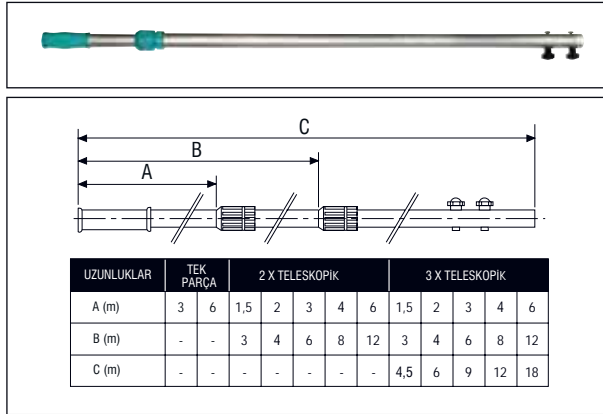 C
B
A
UZUNLUKLAR TEK PARÇA 2 X TELESKOPİK 3 X TELESKOPİK
A (m) 3 6 1,5 2 3 4 6 1,5 2 3 4 6
B (m) - - 3 4 6 8 12 3 4 6 8 12
C (m) - - - - - - - 4,5 6 9 12 18